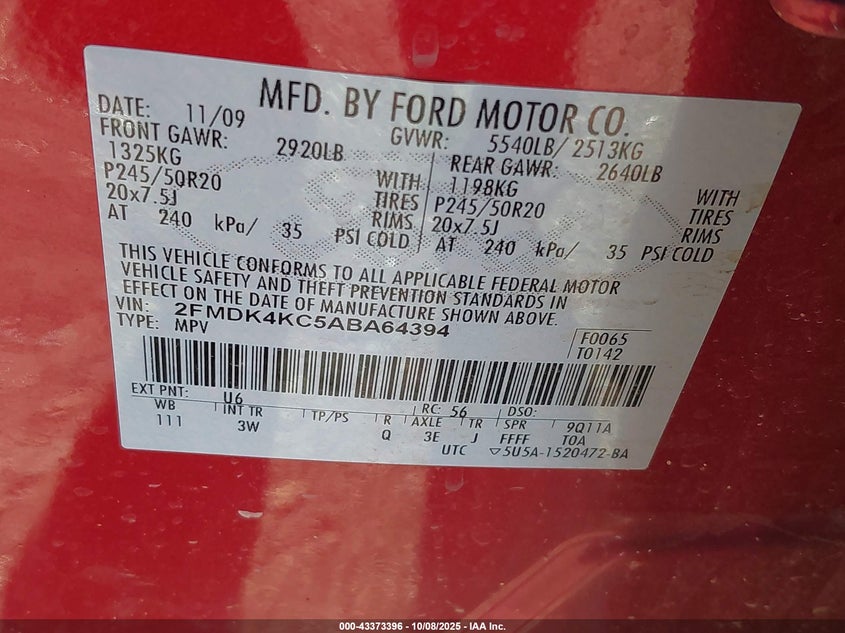 MFD. BY FORD MOTOR CO.
DATE: 11/09 GVWR: 5540LB/ 2513KG
FRONT GAWR: 2920LB REAR GAWR: 2640LB
1325KG WITH 1198KG WITH
P245/50R20 TIRES P245/50R20 TIRES
20x7.5J RIMS 20x7.5J RIMS
AT 240 kPa/ 35 PSI COLD AT 240 kPa/ 35 PSI COLD
THIS VEHICLE CONFORMS TO ALL APPLICABLE FEDERAL MOTOR
VEHICLE SAFETY AND THEFT PREVENTION STANDARDS IN
EFFECT ON THE DATE OF MANUFACTURE SHOWN ABOVE.
VIN: 2FMDK4KC5ABA64394
TYPE: MPV
F0065
T0142
EXT PNT: U6 RC: 56 DSO:
WB INT TR TP/PS R AXLE TR SPR 9Q11A
111 3W Q 3E J FFFF T0A
UTC ▽5U5A-1520472-BA
000-43373396 - 10/08/2025 - IAA Inc.